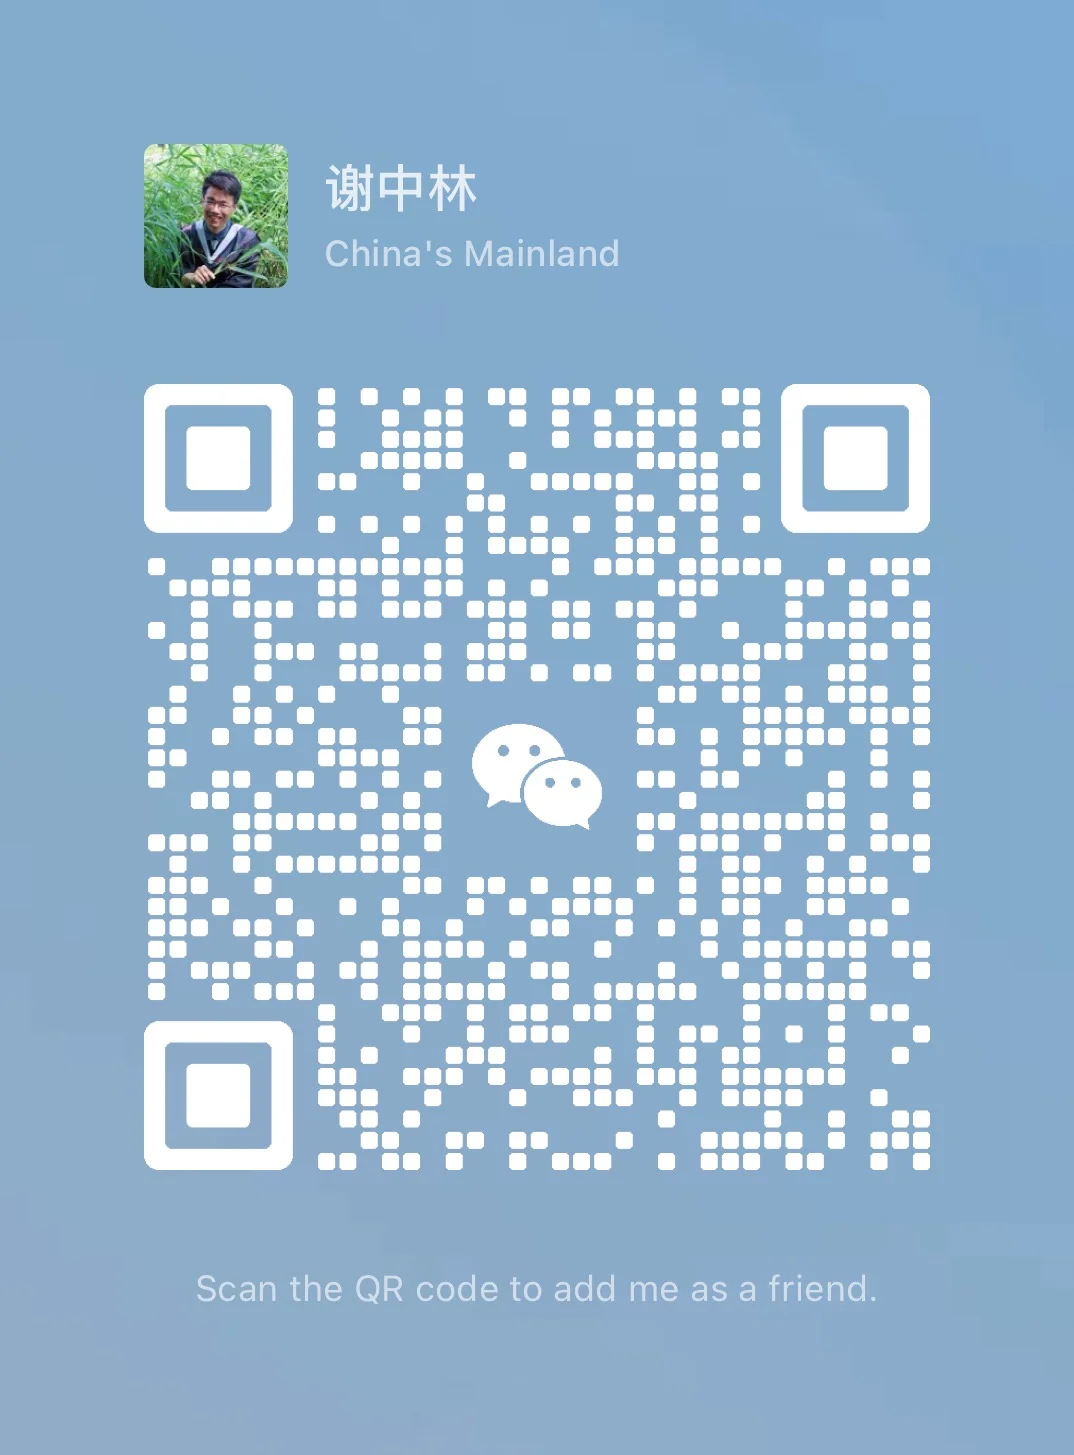 谢中林
China's Mainland
Scan the QR code to add me as a friend.